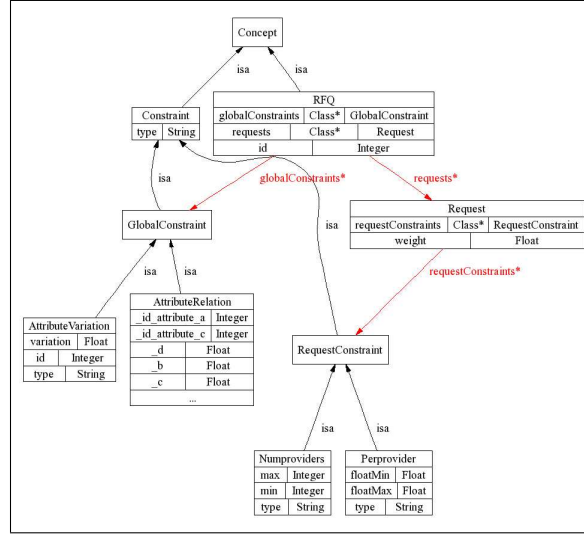 Concept
isa
isa
Constraint
type String
RFQ
globalConstraints Class* GlobalConstraint
requests Class* Request
id Integer
isa
globalConstraints*
requests*
isa
GlobalConstraint
Request
requestConstraints Class* RequestConstraint
weight Float
isa
isa
requestConstraints*
AttributeVariation
variation Float
id Integer
type String
AttributeRelation
_id_attribute_a Integer
_id_attribute_c Integer
_d Float
_b Float
_c Float
...
RequestConstraint
isa
isa
Numproviders
max Integer
min Integer
type String
Perprovider
floatMin Float
floatMax Float
type String